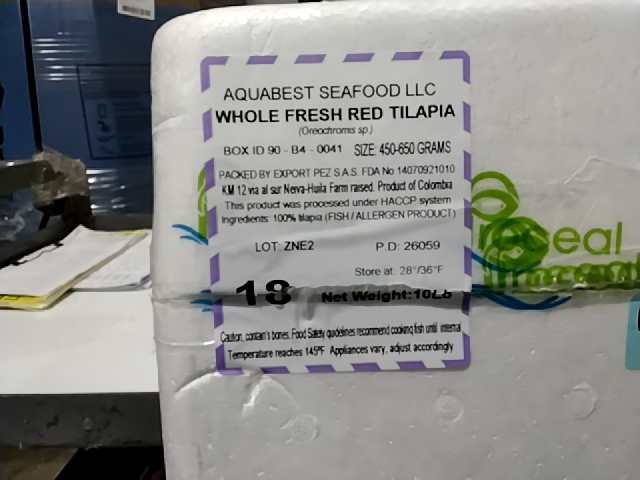 AQUABEST SEAFOOD LLC
WHOLE FRESH RED TILAPIA
(Oreochromis sp.)
BOX ID 90 - B4 - 0041 SIZE: 450-650 GRAMS
PACKED BY EXPORT PEZ S.A.S. FDA No 14070921010
KM 12 via al sur Neiva-Huila Farm raised. Product of Colombia
This product was processed under HACCP system
Ingredients: 100% tilapia (FISH / ALLERGEN PRODUCT)
LOT: ZNE2 P.D: 26059
Store at: 28°/36°F
18 Net Weight:10Lb
Caution, contain's bones. Food Safety guidelines recommend cooking fish until internal
Temperature reaches 145°F Appliances vary, adjust accordingly
seal